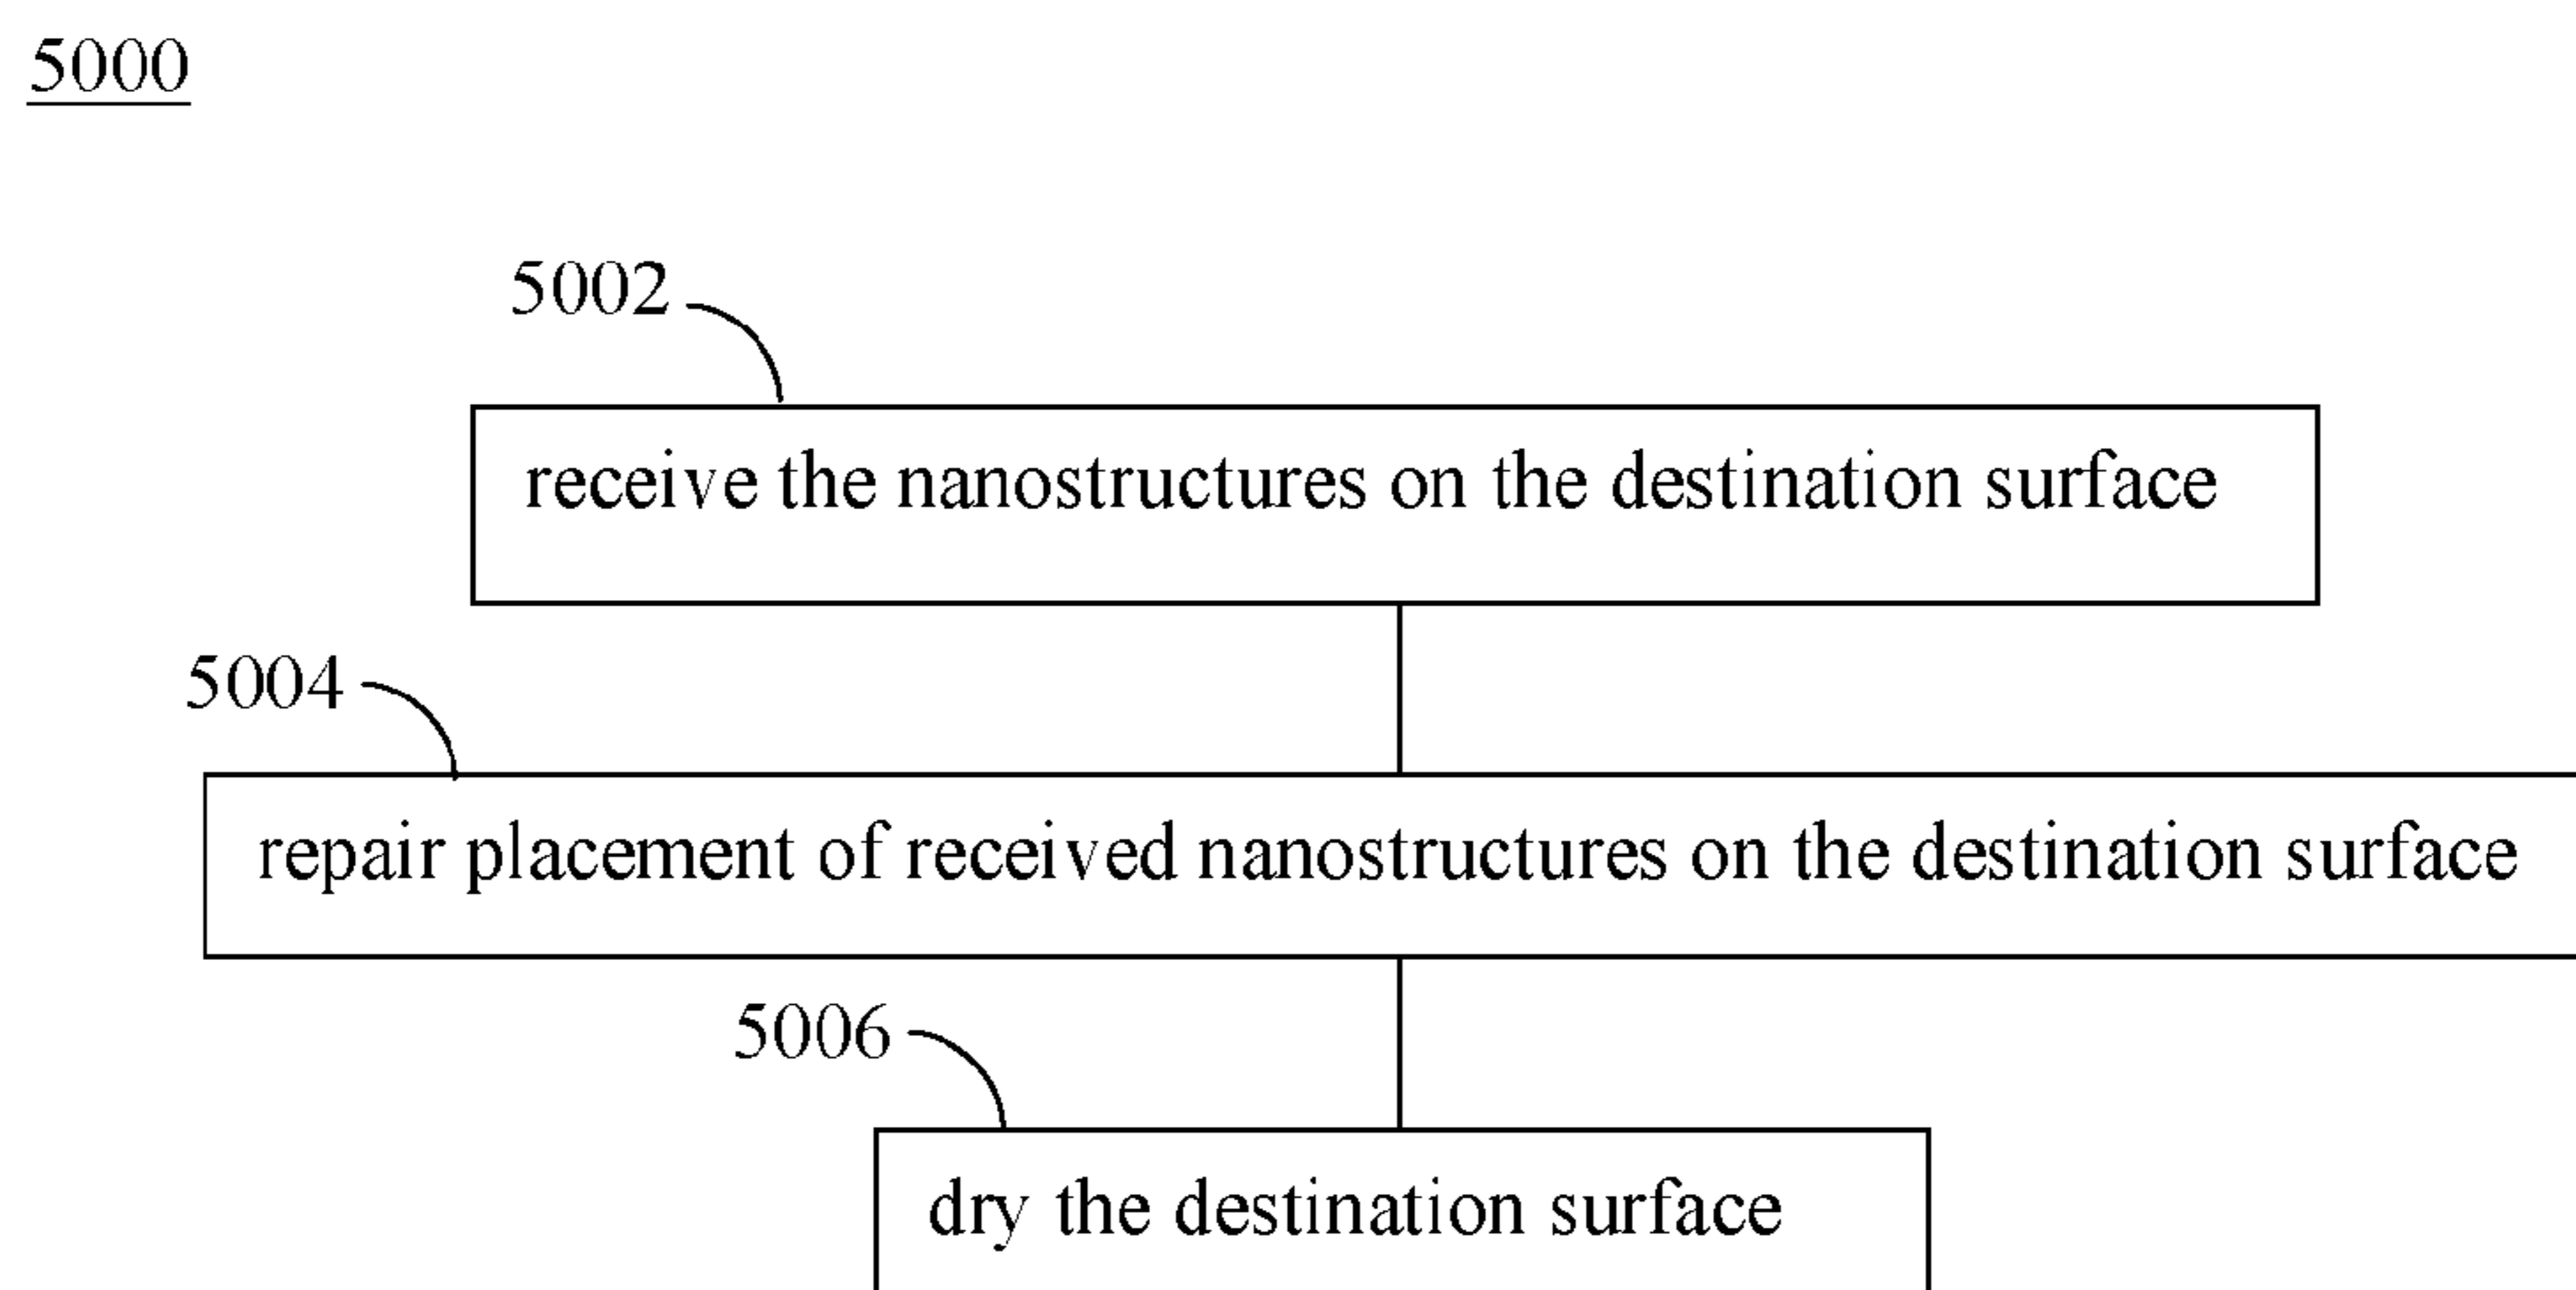 5000
5002
receive the nanostructures on the destination surface
5004
repair placement of received nanostructures on the destination surface
5006
dry the destination surface